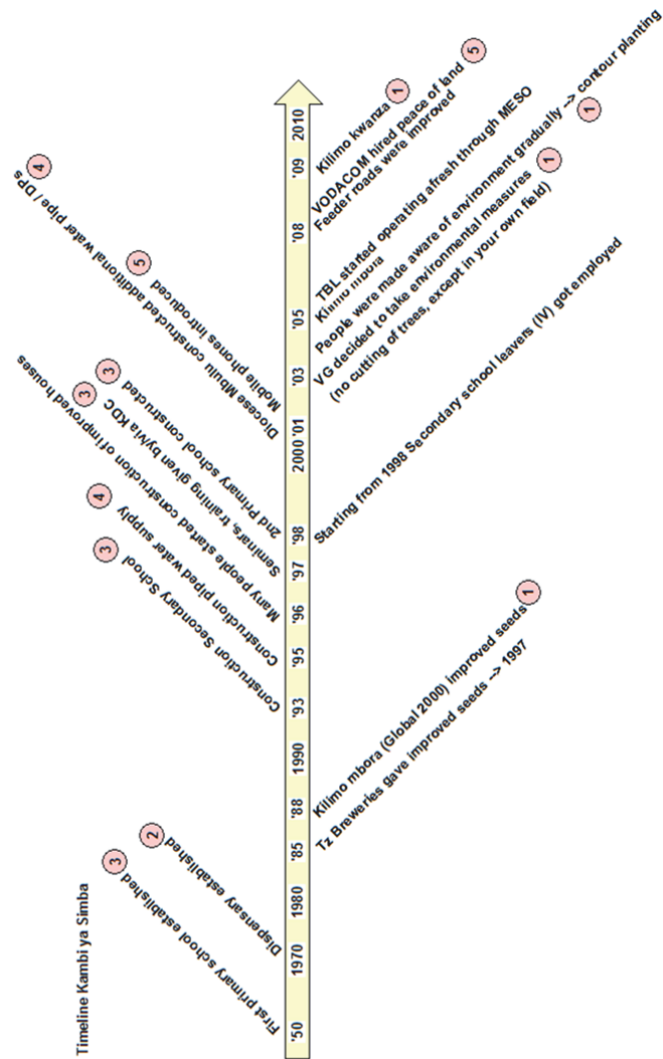 Timeline Kambi ya Simba
First primary school established
3
Dispensary established
2
Construction Secondary School
3
Construction piped water supply
4
Many people started construction of improved houses
Seminars, training given by/via KDC
3
2nd Primary school constructed
3
Diocese Mbulu constructed additional water pipe / DPs
4
Mobile phones introduced
5
'50
1970
1980
'85
'88
1990
'93
'95
'96
'97
'98
2000
'01
'03
'05
'08
'09
2010
Tz Breweries gave improved seeds --> 1997
Kilimo mbora (Global 2000) improved seeds
1
Starting from 1998 Secondary school leavers (IV) got employed
(no cutting of trees, except in your own field)
VG decided to take environmental measures
1
People were made aware of environment gradually --> contour planting
1
TBL started operating afresh through MESO
Feeder roads were improved
VODACOM hired peace of land
5
Kilimo kwanza
1